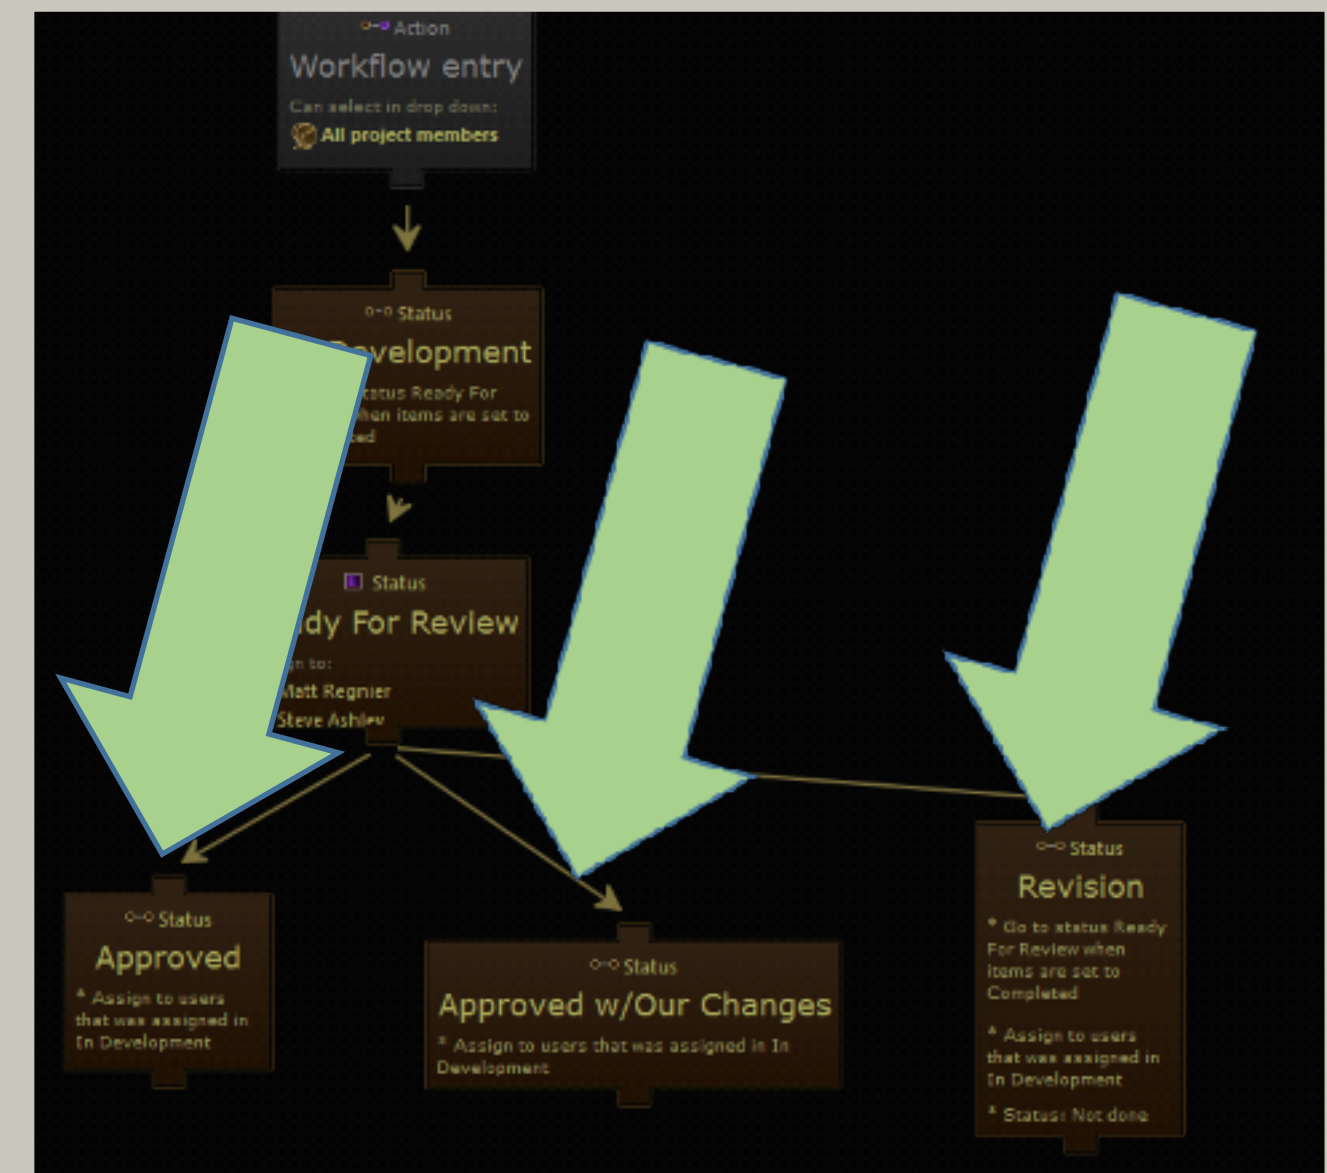 Action
Workflow entry
Can select in drop down:
All project members
Status
evelopment
tatus Ready For
hen items are set to
ed
Status
dy For Review
n to:
Matt Regnier
Steve Ashley
Status
Approved
* Assign to users
that was assigned in
In Development
Status
Approved w/Our Changes
* Assign to users that was assigned in In
Development
Status
Revision
* Go to status Ready
For Review when
items are set to
Completed
* Assign to users
that was assigned in
In Development
* Status: Not done